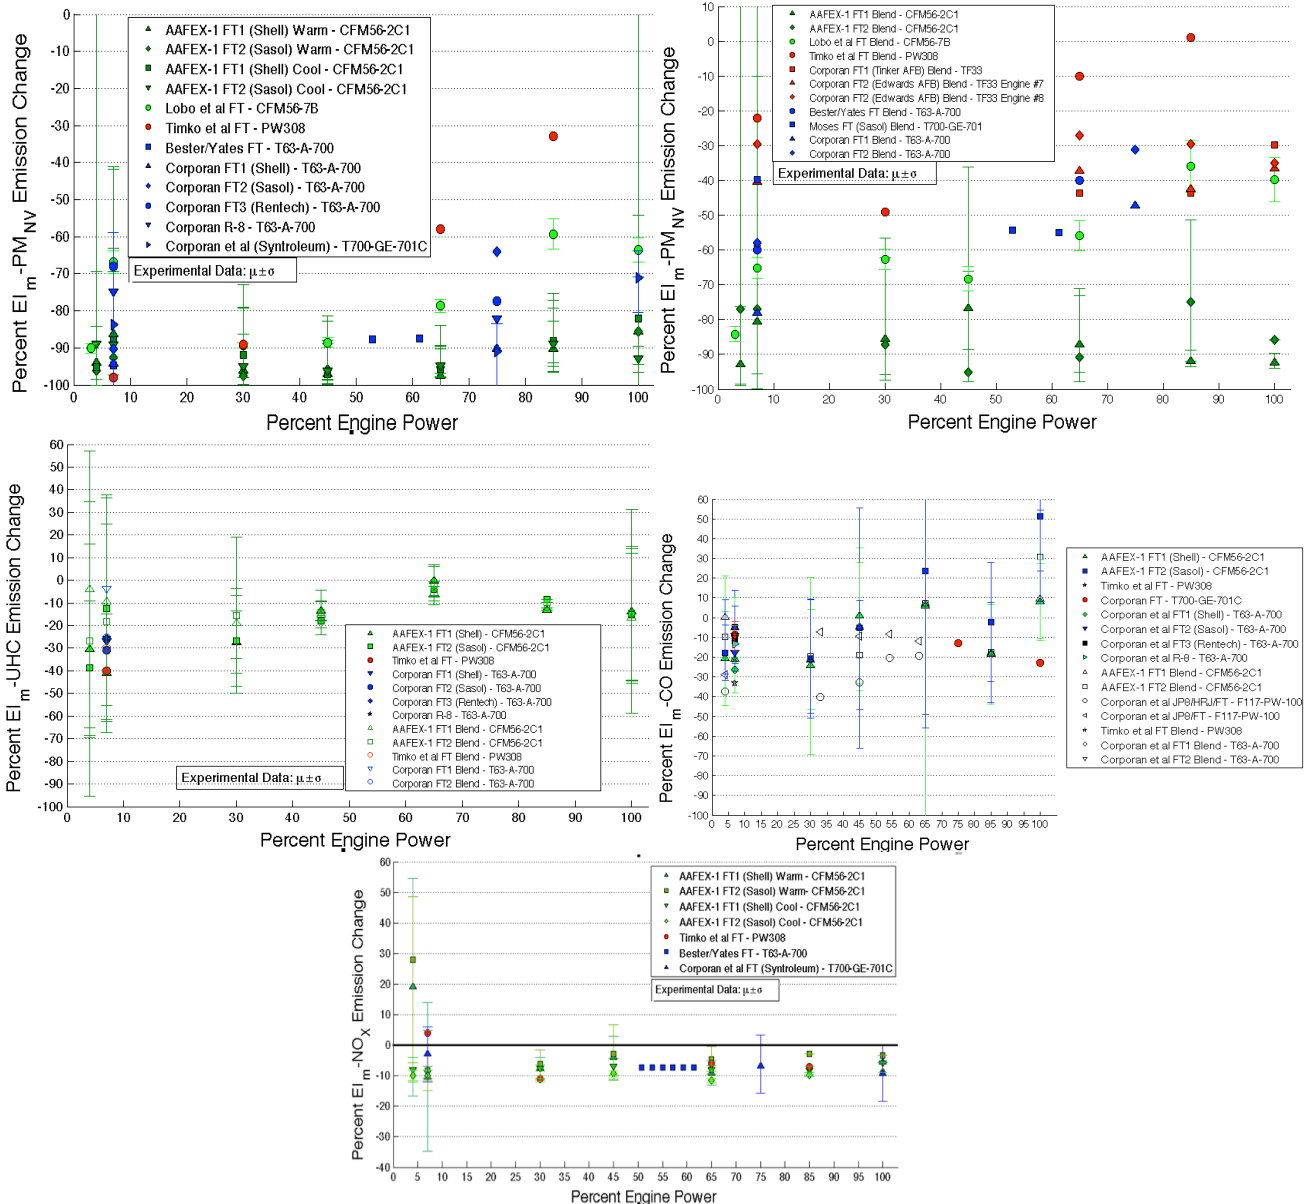 0
-10
-20
-30
-40
-50
-60
-70
-80
-90
-100
Percent EI_m-PM_NV Emission Change
AAFEX-1 FT1 (Shell) Warm - CFM56-2C1
AAFEX-1 FT2 (Sasol) Warm - CFM56-2C1
AAFEX-1 FT1 (Shell) Cool - CFM56-2C1
AAFEX-1 FT2 (Sasol) Cool - CFM56-2C1
Lobo et al FT - CFM56-7B
Timko et al FT - PW308
Bester/Yates FT - T63-A-700
Corporan FT1 (Shell) - T63-A-700
Corporan FT2 (Sasol) - T63-A-700
Corporan FT3 (Rentech) - T63-A-700
Corporan R-8 - T63-A-700
Corporan et al (Syntroleum) - T700-GE-701C
Experimental Data: μ±σ
0 10 20 30 40 50 60 70 80 90 100
Percent Engine Power
10
0
-10
-20
-30
-40
-50
-60
-70
-80
-90
-100
Percent EI_m-PM_NV Emission Change
AAFEX-1 FT1 Blend - CFM56-2C1
AAFEX-1 FT2 Blend - CFM56-2C1
Lobo et al FT Blend - CFM56-7B
Timko et al FT Blend - PW308
Corporan FT1 (Tinker AFB) Blend - TF33
Corporan FT2 (Edwards AFB) Blend - TF33 Engine #7
Corporan FT2 (Edwards AFB) Blend - TF33 Engine #8
Bester/Yates FT Blend - T63-A-700
Moses FT (Sasol) Blend - T700-GE-701
Corporan FT1 Blend - T63-A-700
Corporan FT2 Blend - T63-A-700
Experimental Data: μ±σ
0 10 20 30 40 50 60 70 80 90 100
Percent Engine Power
60
50
40
30
20
10
0
-10
-20
-30
-40
-50
-60
-70
-80
-90
-100
Percent EI_m-UHC Emission Change
AAFEX-1 FT1 (Shell) - CFM56-2C1
AAFEX-1 FT2 (Sasol) - CFM56-2C1
Timko et al FT - PW308
Corporan FT1 (Shell) - T63-A-700
Corporan FT2 (Sasol) - T63-A-700
Corporan FT3 (Rentech) - T63-A-700
Corporan R-8 - T63-A-700
AAFEX-1 FT1 Blend - CFM56-2C1
AAFEX-1 FT2 Blend - CFM56-2C1
Timko et al FT Blend - PW308
Corporan FT1 Blend - T63-A-700
Corporan FT2 Blend - T63-A-700
Experimental Data: μ±σ
0 10 20 30 40 50 60 70 80 90 100
Percent Engine Power
60
50
40
30
20
10
0
-10
-20
-30
-40
-50
-60
-70
-80
-90
-100
Percent EI_m-CO Emission Change
0 5 10 15 20 25 30 35 40 45 50 55 60 65 70 75 80 85 90 95 100
Percent Engine Power
AAFEX-1 FT1 (Shell) - CFM56-2C1
AAFEX-1 FT2 (Sasol) - CFM56-2C1
Timko et al FT - PW308
Corporan FT - T700-GE-701C
Corporan et al FT1 (Shell) - T63-A-700
Corporan et al FT2 (Sasol) - T63-A-700
Corporan et al FT3 (Rentech) - T63-A-700
Corporan et al R-8 - T63-A-700
AAFEX-1 FT1 Blend - CFM56-2C1
AAFEX-1 FT2 Blend - CFM56-2C1
Corporan et al JP8/HRJ/FT - F117-PW-100
Corporan et al JP8/FT - F117-PW-100
Timko et al FT Blend - PW308
Corporan et al FT1 Blend - T63-A-700
Corporan et al FT2 Blend - T63-A-700
60
50
40
30
20
10
0
-10
-20
-30
-40
Percent EI_m-NO_X Emission Change
AAFEX-1 FT1 (Shell) Warm - CFM56-2C1
AAFEX-1 FT2 (Sasol) Warm- CFM56-2C1
AAFEX-1 FT1 (Shell) Cool - CFM56-2C1
AAFEX-1 FT2 (Sasol) Cool - CFM56-2C1
Timko et al FT - PW308
Bester/Yates FT - T63-A-700
Corporan et al FT (Syntroleum) - T700-GE-701C
Experimental Data: μ±σ
0 5 10 15 20 25 30 35 40 45 50 55 60 65 70 75 80 85 90 95 100
Percent Engine Power